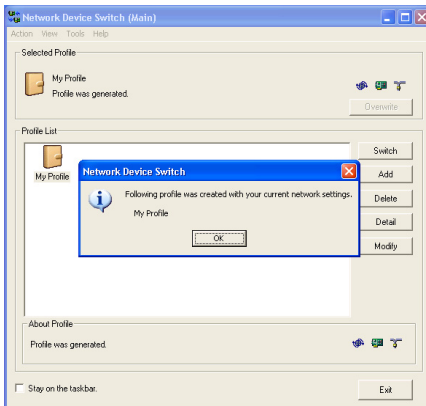 Network Device Switch (Main)
Action View Tools Help
Selected Profile
My Profile
Profile was generated.
Overwrite
Profile List
My Profile
Switch
Add
Delete
Detail
Modify
Network Device Switch
Following profile was created with your current network settings.
My Profile
OK
About Profile
Profile was generated.
Stay on the taskbar.
Exit